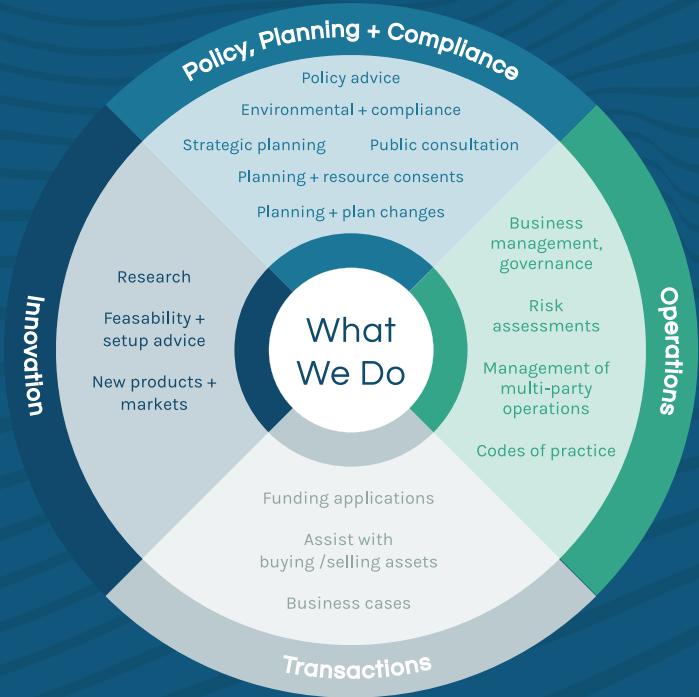 Policy, Planning + Compliance
Policy advice
Environmental + compliance
Strategic planning
Public consultation
Planning + resource consents
Planning + plan changes
Innovation
Research
Feasability +
setup advice
New products +
markets
What
We Do
Operations
Business
management,
governance
Risk
assessments
Management of
multi-party
operations
Codes of practice
Funding applications
Assist with
buying /selling assets
Business cases
Transactions